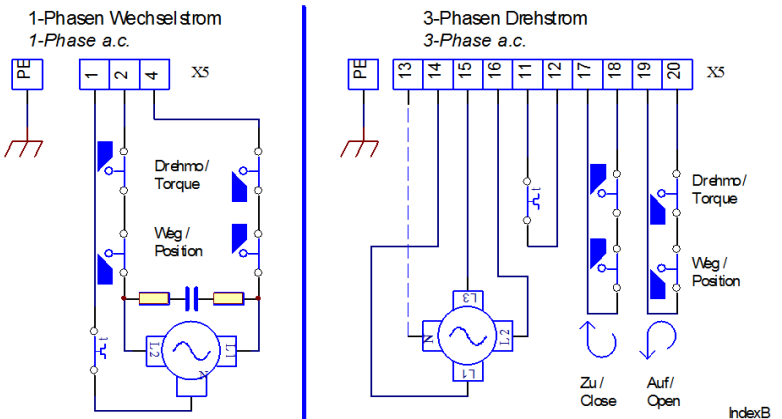 1-Phasen Wechselstrom
1-Phase a.c.
PE
1 2 4 X5
Drehmo/
Torque
Weg/
Position
t
L2
L1
N
3-Phasen Drehstrom
3-Phase a.c.
PE
13 14 15 16 11 12 17 18 19 20 X5
t
Drehmo/
Torque
Weg/
Position
L3
N
L2
L1
Zu/
Close
Auf/
Open
IndexB